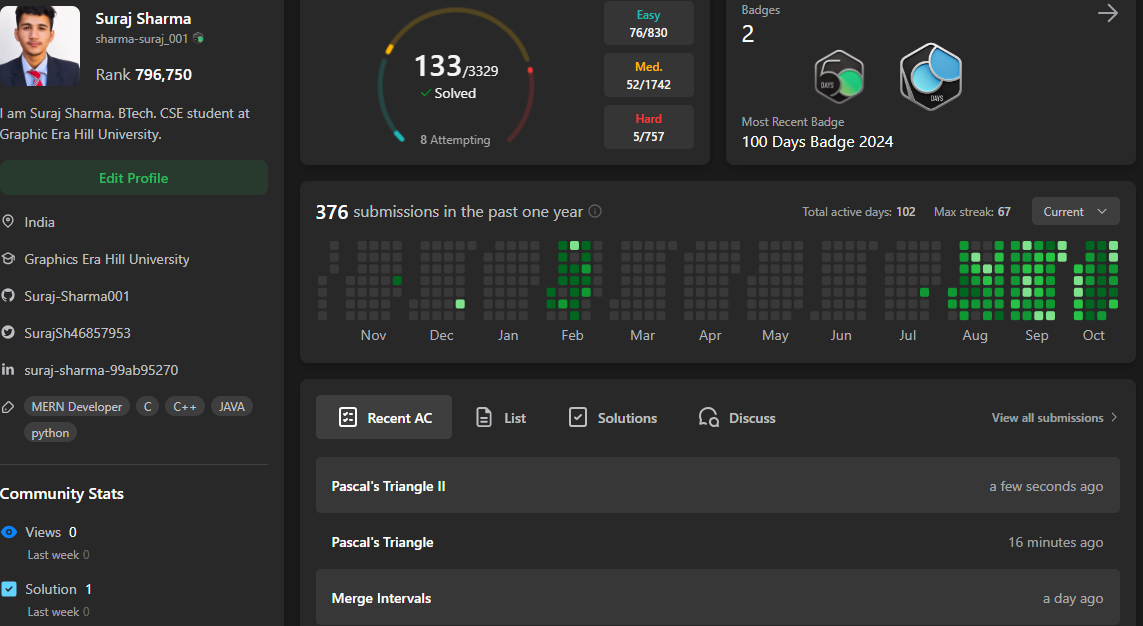 Suraj Sharma
sharma-suraj_001
Rank 796,750
I am Suraj Sharma. BTech. CSE student at
Graphic Era Hill University.
Edit Profile
India
Graphics Era Hill University
Suraj-Sharma001
SurajSh46857953
suraj-sharma-99ab95270
MERN Developer C C++ JAVA
python
Community Stats
Views 0
Last week 0
Solution 1
Last week 0
133/3329
Solved
8 Attempting
Easy
76/830
Med.
52/1742
Hard
5/757
Badges
2
50 DAYS
DAYS
Most Recent Badge
100 Days Badge 2024
376 submissions in the past one year
Total active days: 102 Max streak: 67 Current
Nov Dec Jan Feb Mar Apr May Jun Jul Aug Sep Oct
Recent AC List Solutions Discuss View all submissions
Pascal's Triangle II a few seconds ago
Pascal's Triangle 16 minutes ago
Merge Intervals a day ago